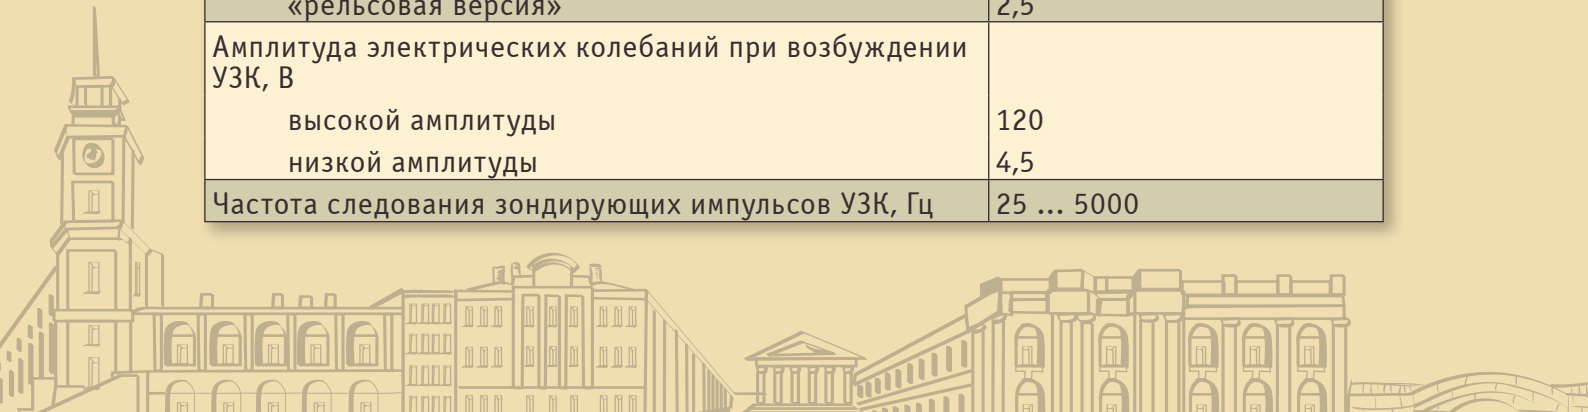 «рельсовая версия» 2,5
Амплитуда электрических колебаний при возбуждении
УЗК, В
высокой амплитуды 120
низкой амплитуды 4,5
Частота следования зондирующих импульсов УЗК, Гц 25 ... 5000